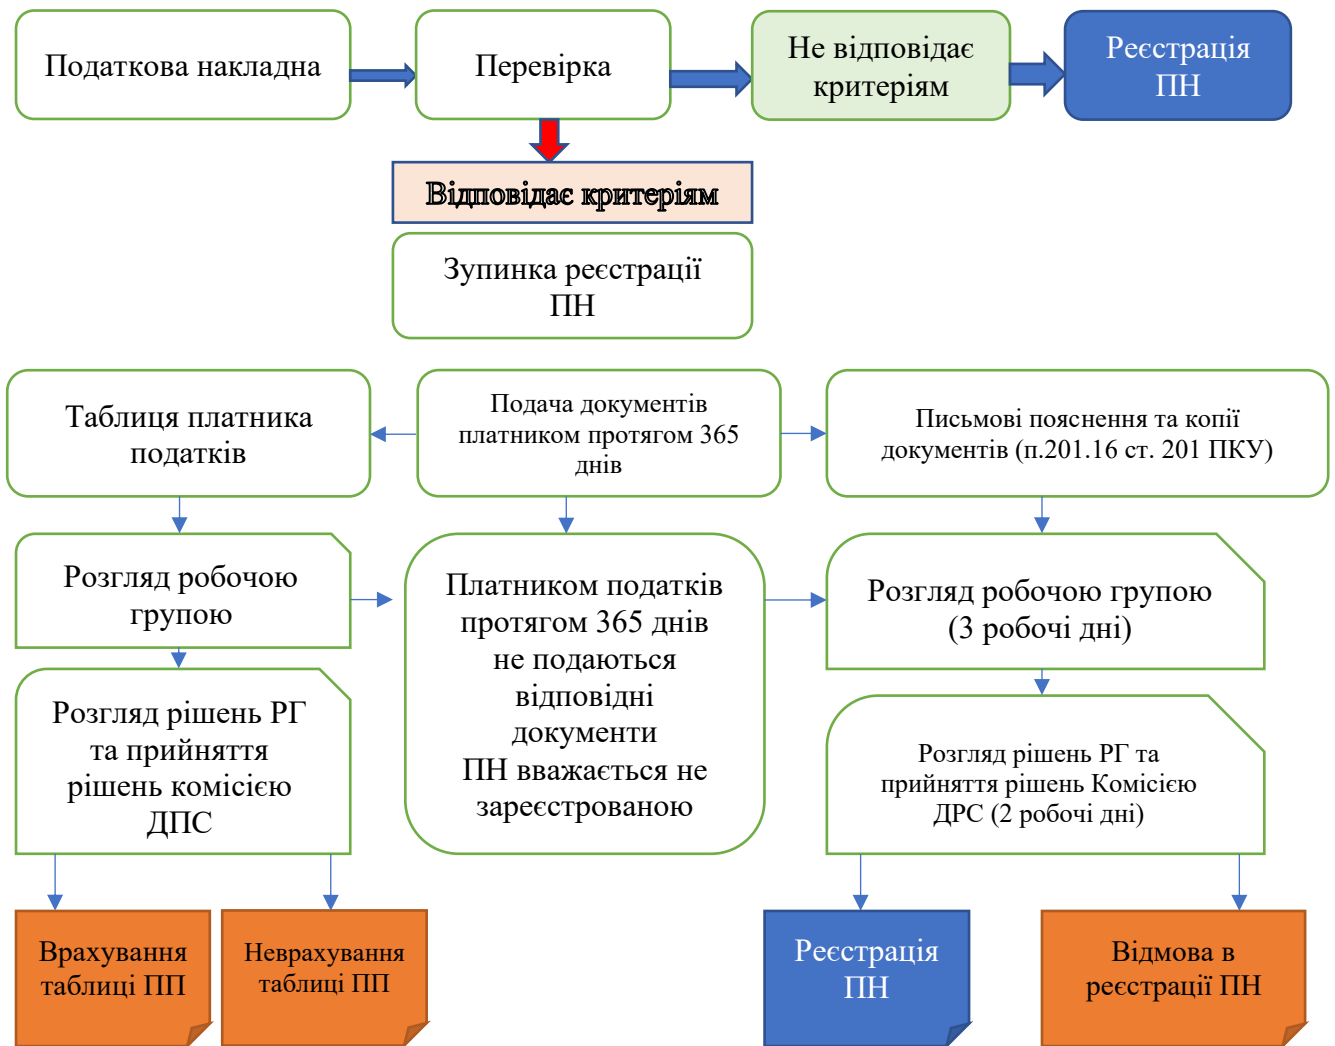 Податкова накладна
Перевірка
Не відповідає
критеріям
Реєстрація
ПН
Відповідає критеріям
Зупинка реєстрації
ПН
Таблиця платника
податків
Подача документів
платником протягом 365
днів
Письмові пояснення та копії
документів (п.201.16 ст. 201 ПКУ)
Розгляд робочою
групою
Платником податків
протягом 365 днів
не подаються
відповідні
документи
ПН вважається не
зареєстрованою
Розгляд робочою групою
(3 робочі дні)
Розгляд рішень РГ
та прийняття
рішень комісією
ДПС
Розгляд рішень РГ та
прийняття рішень Комісією
ДРС (2 робочі дні)
Врахування
таблиці ПП
Неврахування
таблиці ПП
Реєстрація
ПН
Відмова в
реєстрації ПН